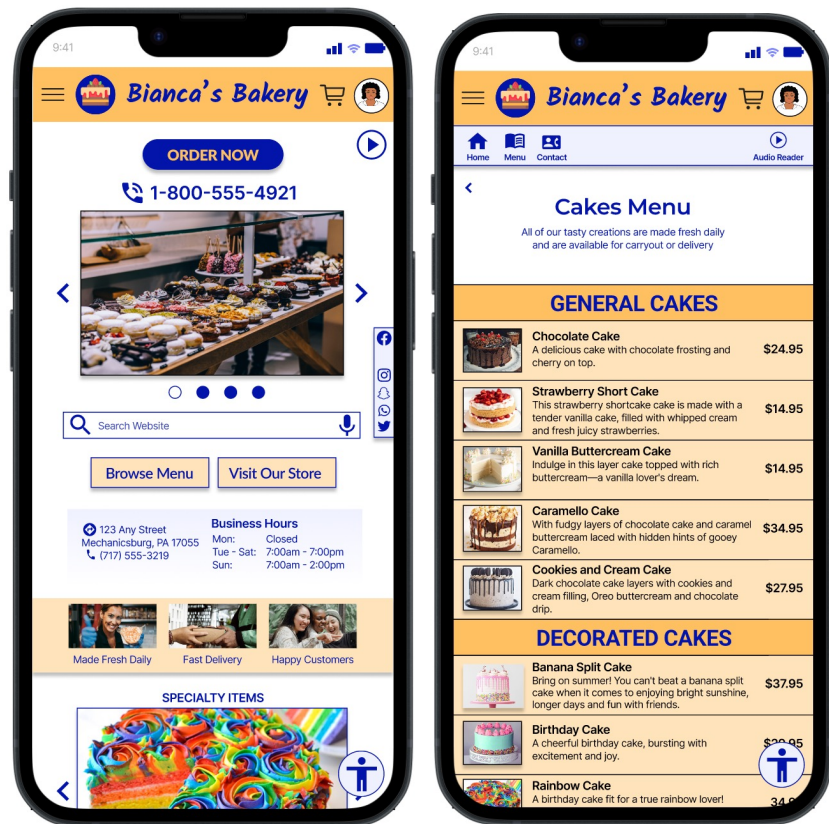 9:41
Bianca's Bakery
ORDER NOW
1-800-555-4921
Search Website
Browse Menu
Visit Our Store
123 Any Street
Mechanicsburg, PA 17055
(717) 555-3219
Business Hours
Mon: Closed
Tue - Sat: 7:00am - 7:00pm
Sun: 7:00am - 2:00pm
Made Fresh Daily
Fast Delivery
Happy Customers
SPECIALTY ITEMS
9:41
Bianca's Bakery
Home
Menu
Contact
Audio Reader
Cakes Menu
All of our tasty creations are made fresh daily
and are available for carryout or delivery
GENERAL CAKES
Chocolate Cake
A delicious cake with chocolate frosting and
cherry on top.
$24.95
Strawberry Short Cake
This strawberry shortcake cake is made with a
tender vanilla cake, filled with whipped cream
and fresh juicy strawberries.
$14.95
Vanilla Buttercream Cake
Indulge in this layer cake topped with rich
buttercream—a vanilla lover's dream.
$14.95
Caramello Cake
With fudgy layers of chocolate cake and caramel
buttercream laced with hidden hints of gooey
Caramello.
$34.95
Cookies and Cream Cake
Dark chocolate cake layers with cookies and
cream filling, Oreo buttercream and chocolate
drip.
$27.95
DECORATED CAKES
Banana Split Cake
Bring on summer! You can't beat a banana split
cake when it comes to enjoying bright sunshine,
longer days and fun with friends.
$37.95
Birthday Cake
A cheerful birthday cake, bursting with
excitement and joy.
Rainbow Cake
A birthday cake fit for a true rainbow lover!